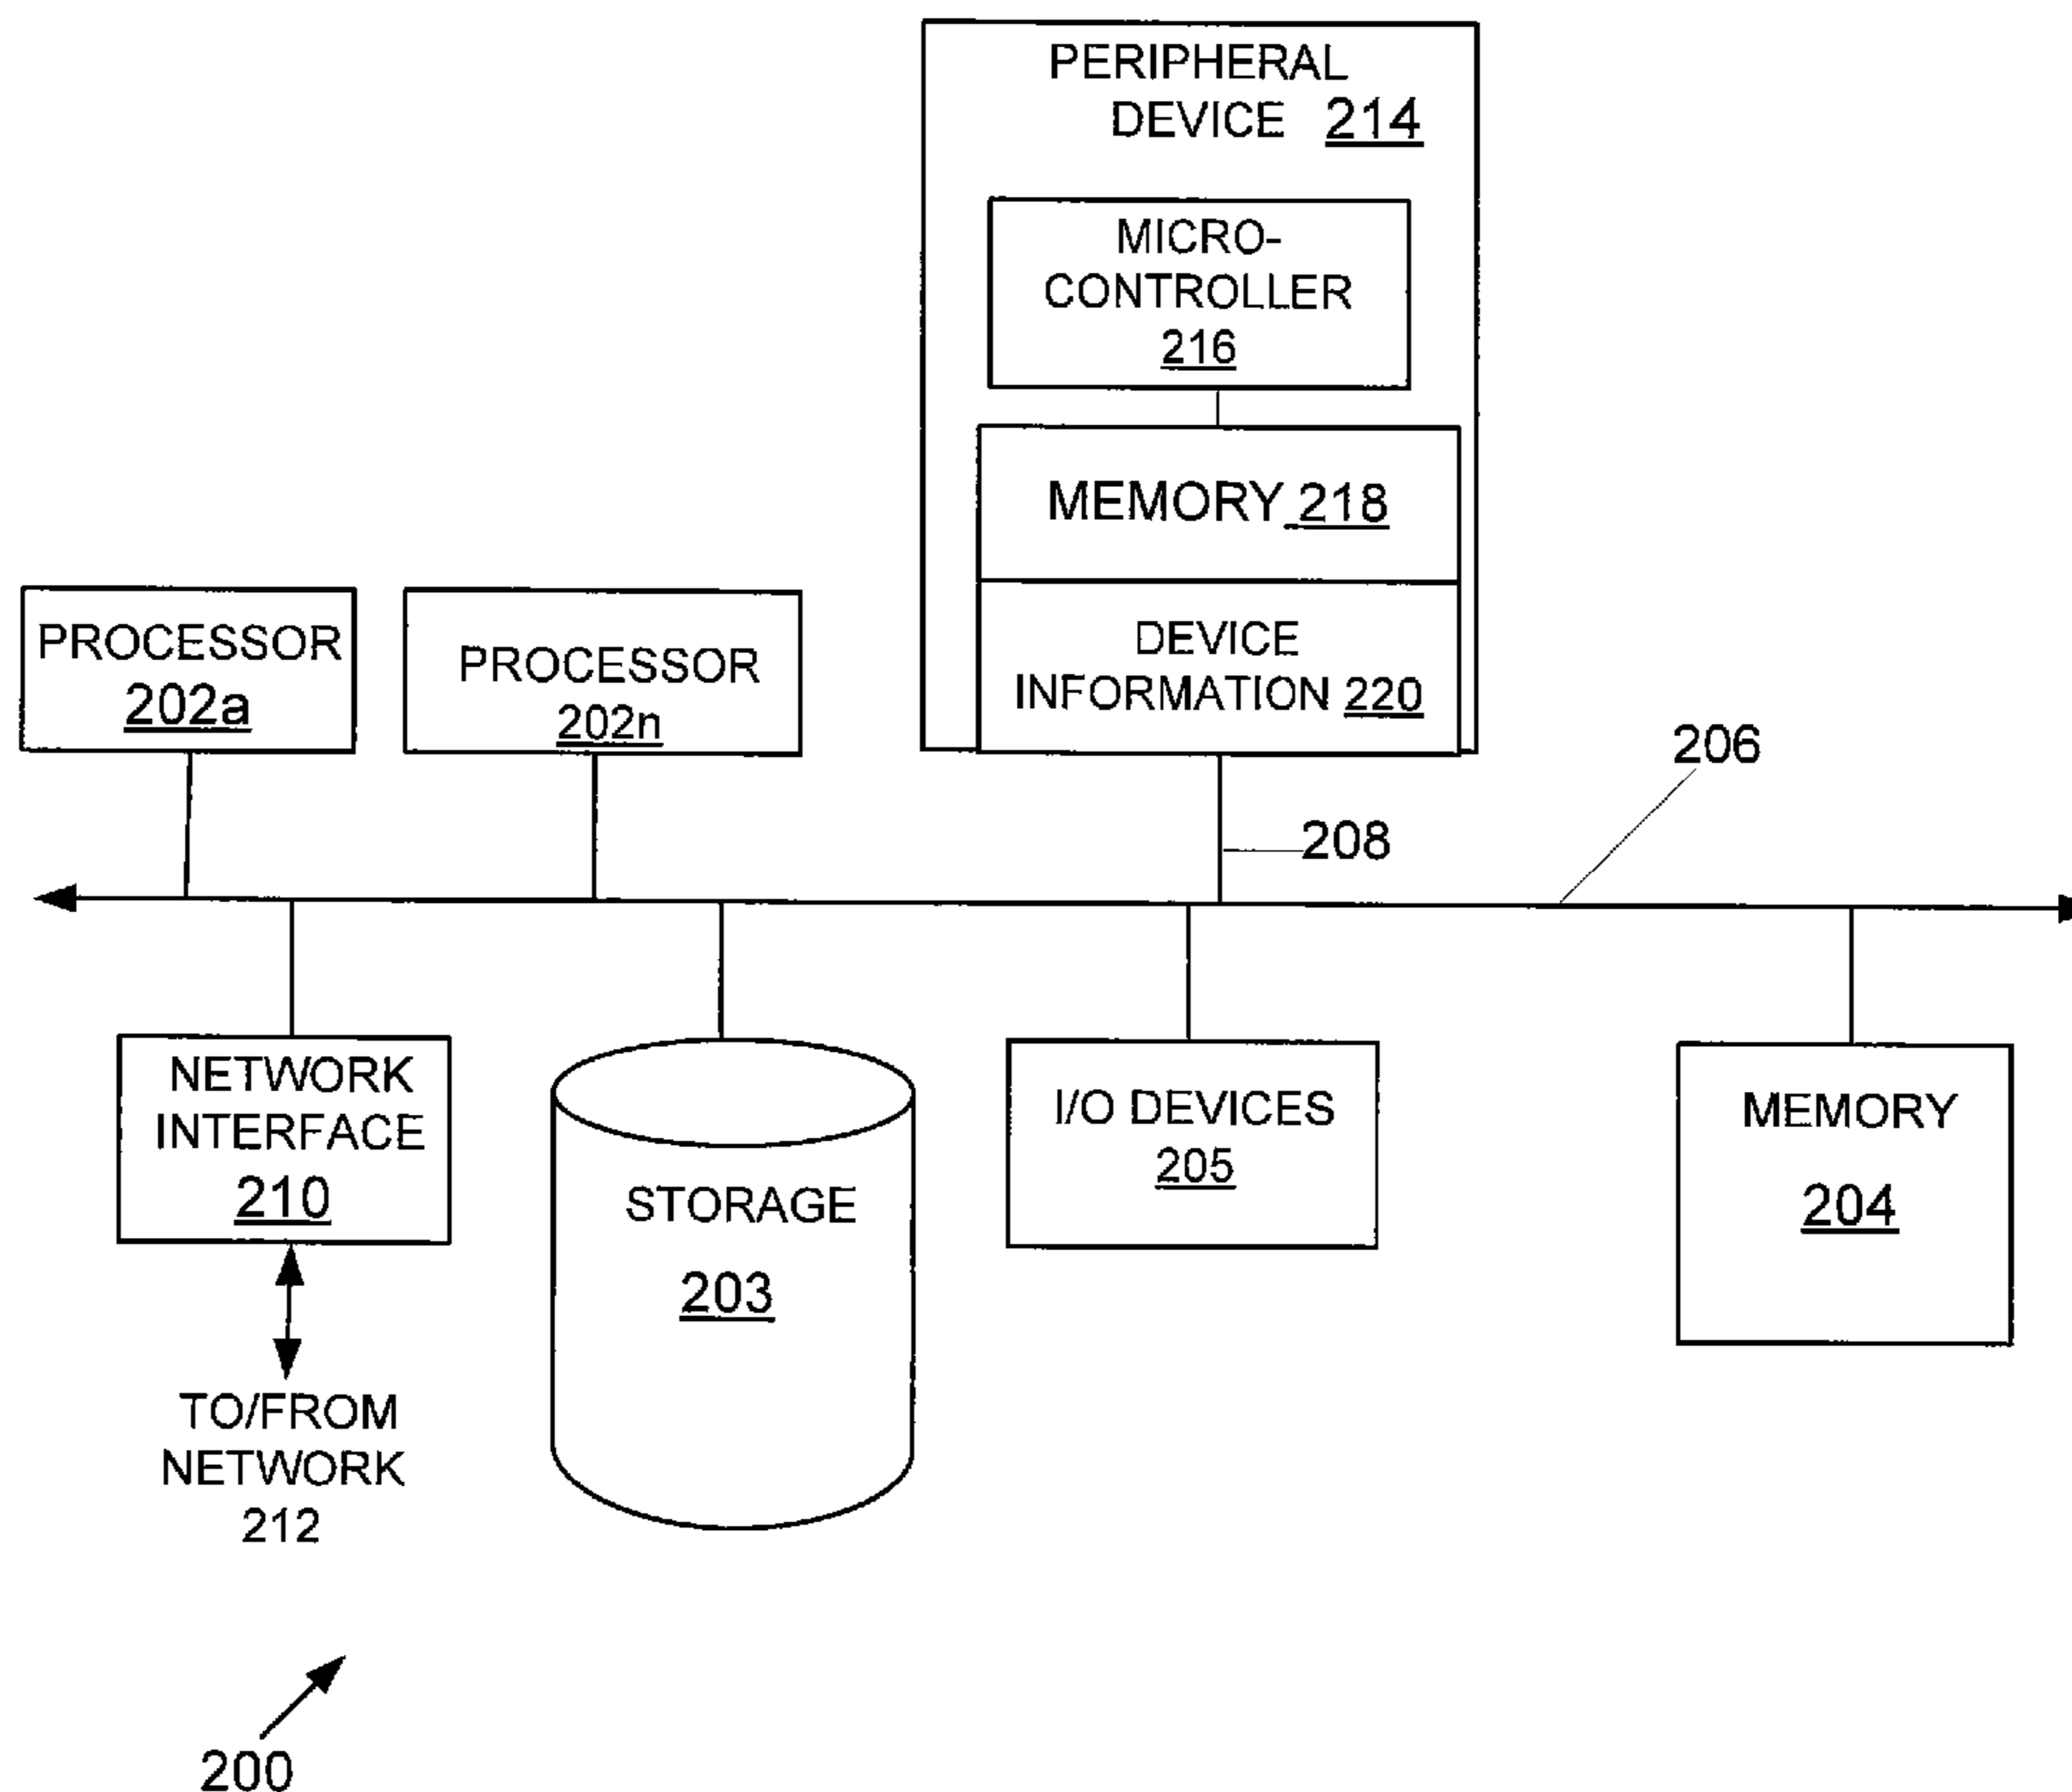 PERIPHERAL
DEVICE 214
MICRO-
CONTROLLER
216
MEMORY 218
DEVICE
INFORMATION 220
PROCESSOR
202a
PROCESSOR
202n
206
208
NETWORK
INTERFACE
210
STORAGE
203
I/O DEVICES
205
MEMORY
204
TO/FROM
NETWORK
212
200